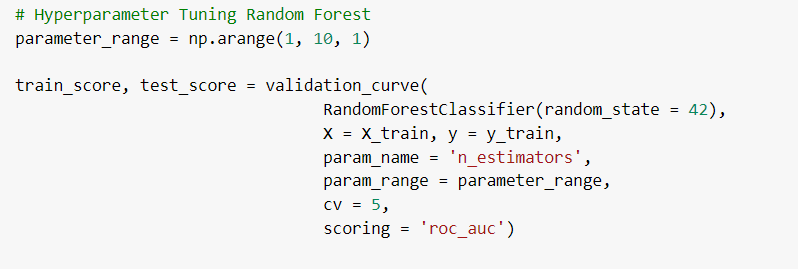 # Hyperparameter Tuning Random Forest
parameter_range = np.arange(1, 10, 1)
train_score, test_score = validation_curve(
RandomForestClassifier(random_state = 42),
X = X_train, y = y_train,
param_name = 'n_estimators',
param_range = parameter_range,
cv = 5,
scoring = 'roc_auc')